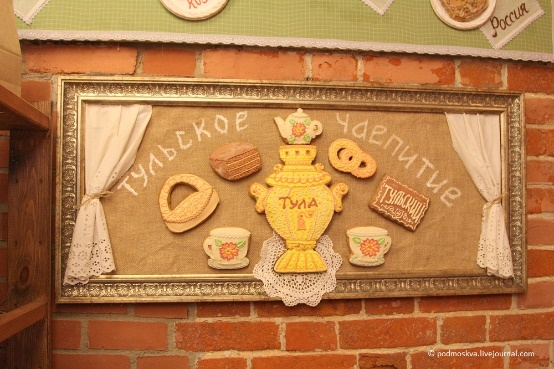 Россия
ТУЛЬСКОЕ ЧАЕПИТИЕ
ТУЛА
ТУЛЬСКИЙ
© podmoskva.livejournal.com